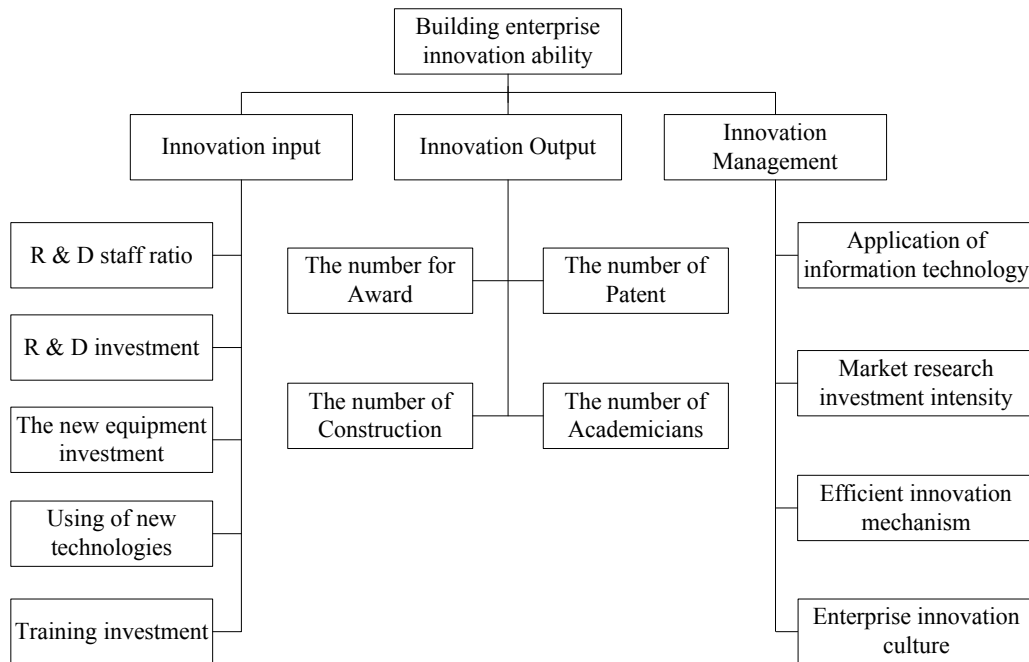 Building enterprise
innovation ability
Innovation input
Innovation Output
Innovation
Management
R & D staff ratio
R & D investment
The new equipment
investment
Using of new
technologies
Training investment
The number for
Award
The number of
Patent
The number of
Construction
The number of
Academicians
Application of
information technology
Market research
investment intensity
Efficient innovation
mechanism
Enterprise innovation
culture